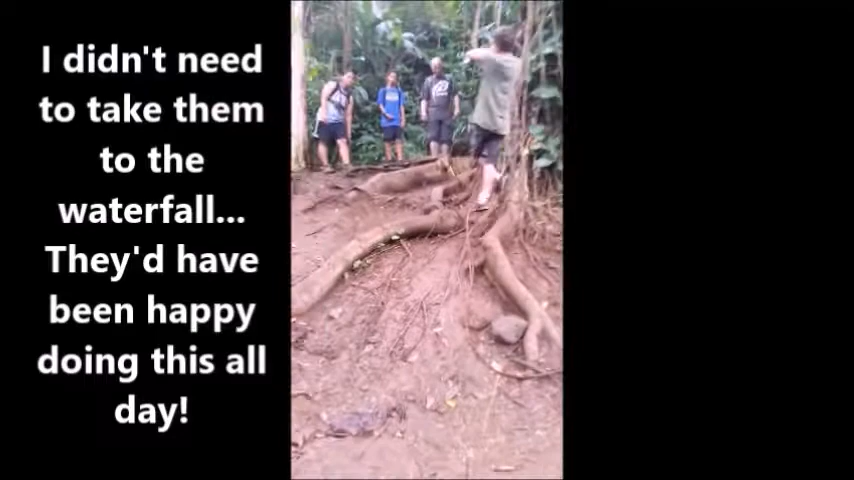 I didn't need
to take them
to the
waterfall...
They'd have
been happy
doing this all
day!